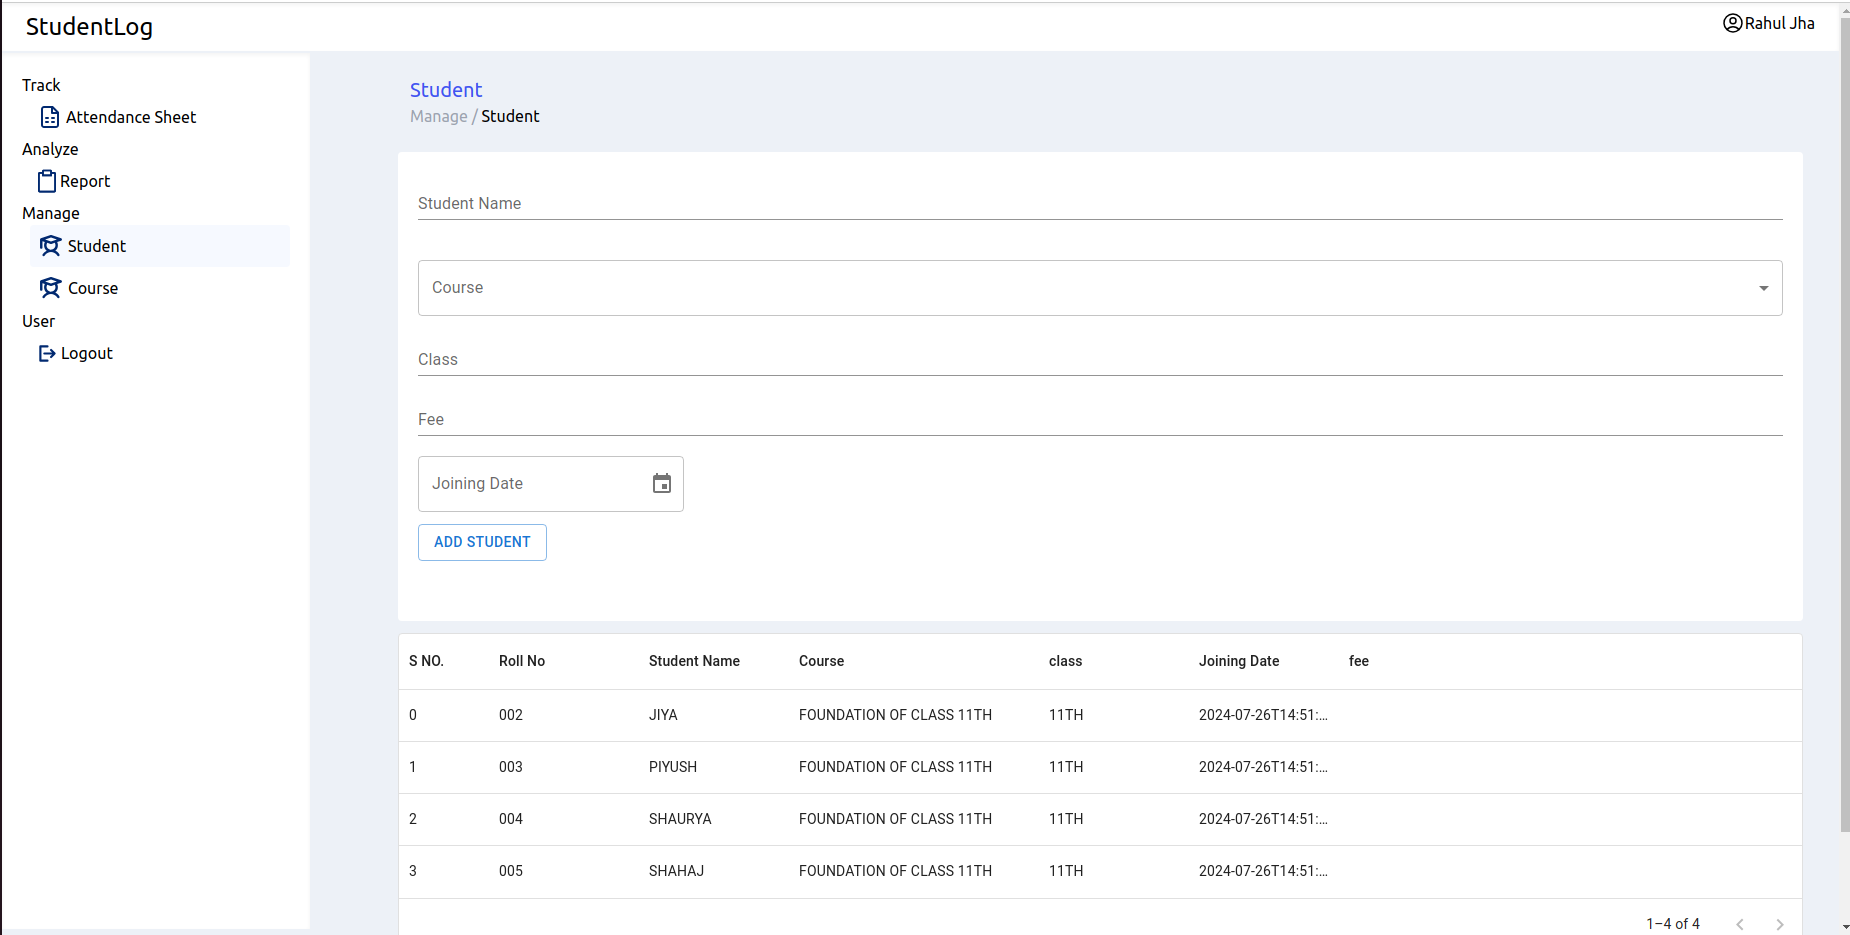 StudentLog
Rahul Jha
Track
Attendance Sheet
Analyze
Report
Manage
Student
Course
User
Logout
Student
Manage / Student
Student Name
Course
Class
Fee
Joining Date
ADD STUDENT
S NO. Roll No Student Name Course class Joining Date fee
0 002 JIYA FOUNDATION OF CLASS 11TH 11TH 2024-07-26T14:51:...
1 003 PIYUSH FOUNDATION OF CLASS 11TH 11TH 2024-07-26T14:51:...
2 004 SHAURYA FOUNDATION OF CLASS 11TH 11TH 2024-07-26T14:51:...
3 005 SHAHAJ FOUNDATION OF CLASS 11TH 11TH 2024-07-26T14:51:...
1–4 of 4